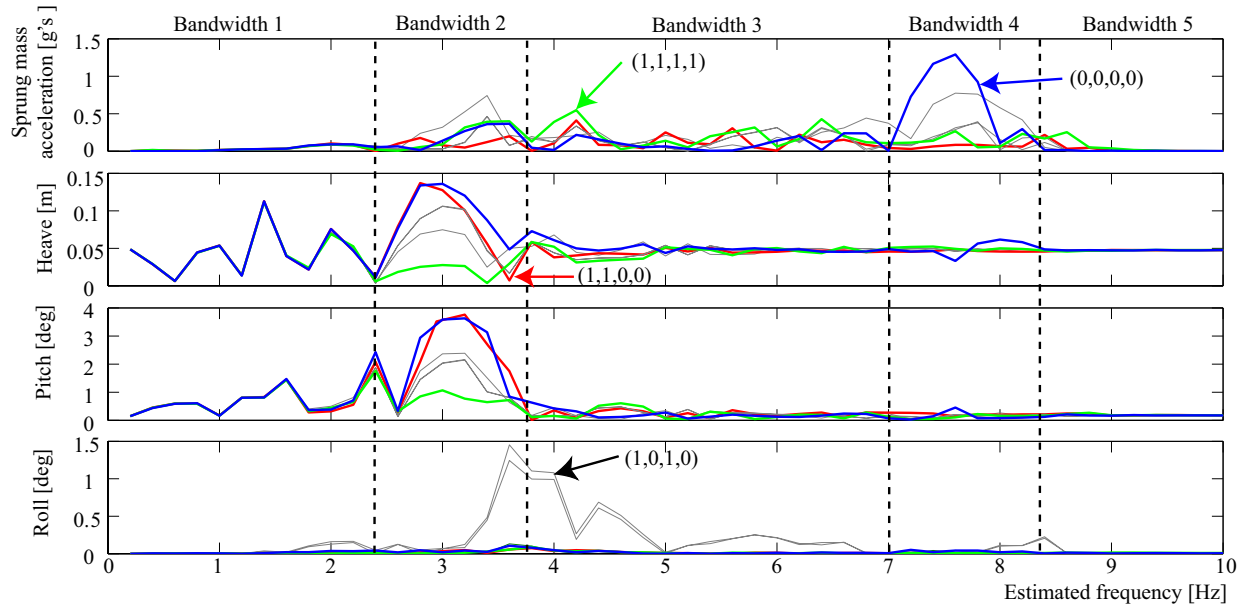 Bandwidth 1 Bandwidth 2 Bandwidth 3 Bandwidth 4 Bandwidth 5
Sprung mass
acceleration [g's ]
1.5
1
0.5
0
(1,1,1,1)
(0,0,0,0)
Heave [m]
0.15
0.10
0.05
0
(1,1,0,0)
Pitch [deg]
4
3
2
1
0
Roll [deg]
1.5
1
0.5
0
(1,0,1,0)
0 1 2 3 4 5 6 7 8 9 10
Estimated frequency [Hz]